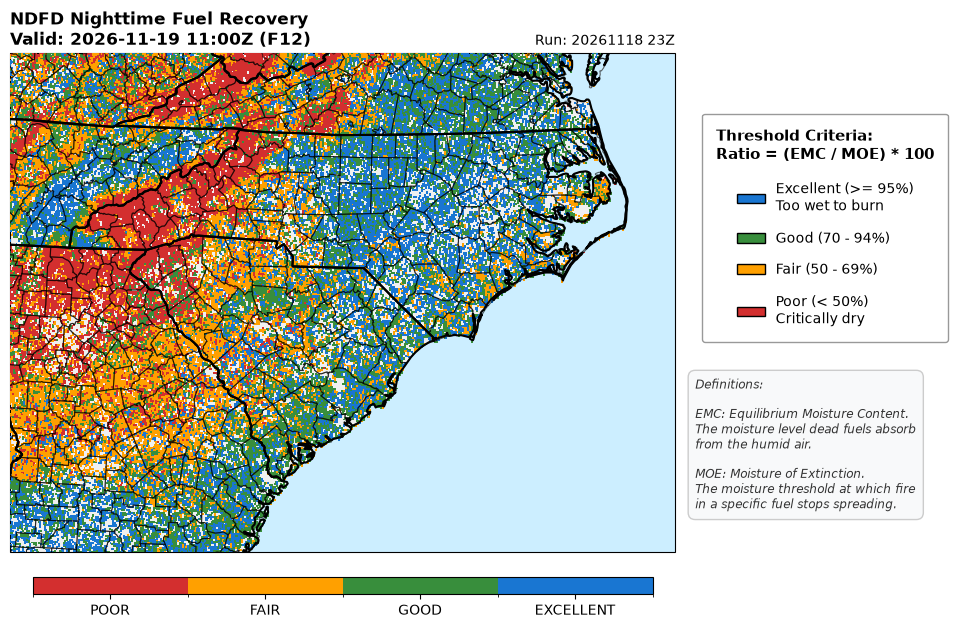 NDFD Nighttime Fuel Recovery
Valid: 2026-11-19 11:00Z (F12)
Run: 20261118 23Z
Threshold Criteria:
Ratio = (EMC / MOE) * 100
Excellent (>= 95%)
Too wet to burn
Good (70 - 94%)
Fair (50 - 69%)
Poor (< 50%)
Critically dry
Definitions:
EMC: Equilibrium Moisture Content.
The moisture level dead fuels absorb
from the humid air.
MOE: Moisture of Extinction.
The moisture threshold at which fire
in a specific fuel stops spreading.
POOR
FAIR
GOOD
EXCELLENT